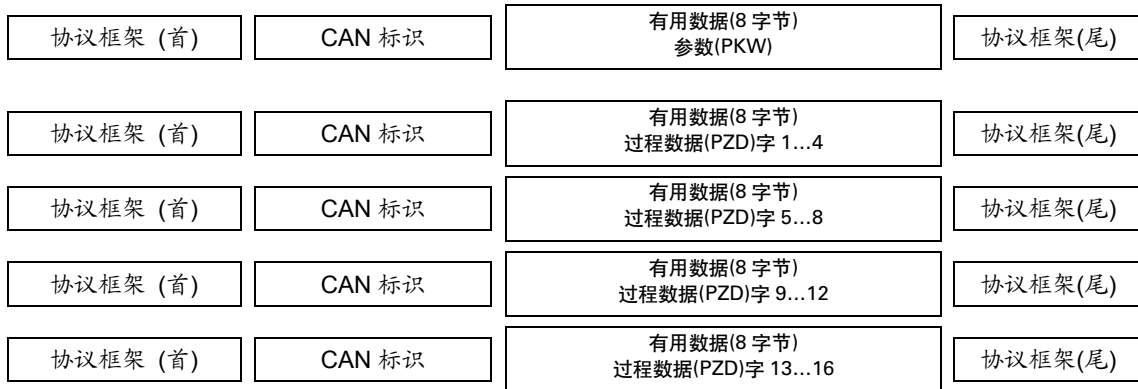 协议框架 (首) CAN 标识 有用数据(8 字节) 协议框架(尾)
参数(PKW)
协议框架 (首) CAN 标识 有用数据(8 字节) 协议框架(尾)
过程数据(PZD)字 1…4
协议框架 (首) CAN 标识 有用数据(8 字节) 协议框架(尾)
过程数据(PZD)字 5…8
协议框架 (首) CAN 标识 有用数据(8 字节) 协议框架(尾)
过程数据(PZD)字 9…12
协议框架 (首) CAN 标识 有用数据(8 字节) 协议框架(尾)
过程数据(PZD)字 13…16